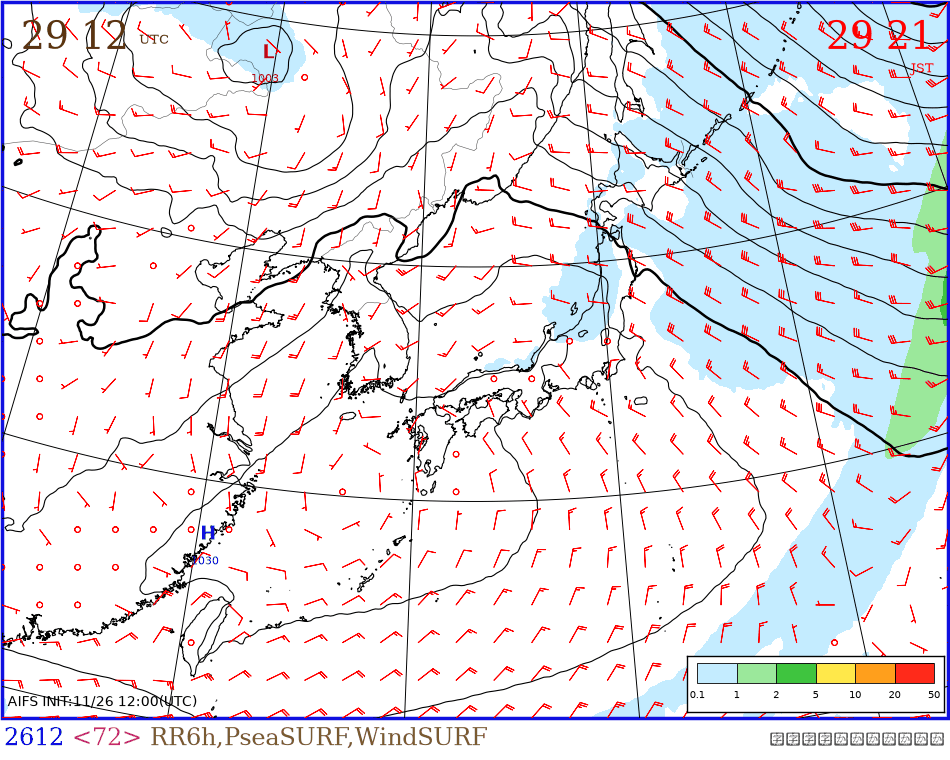 29 12 UTC
29 21
JST
L
1003
H
1030
0.1 1 2 5 10 20 50
AIFS INIT:11/26 12:00(UTC)
2612 <72> RR6h,PseaSURF,WindSURF